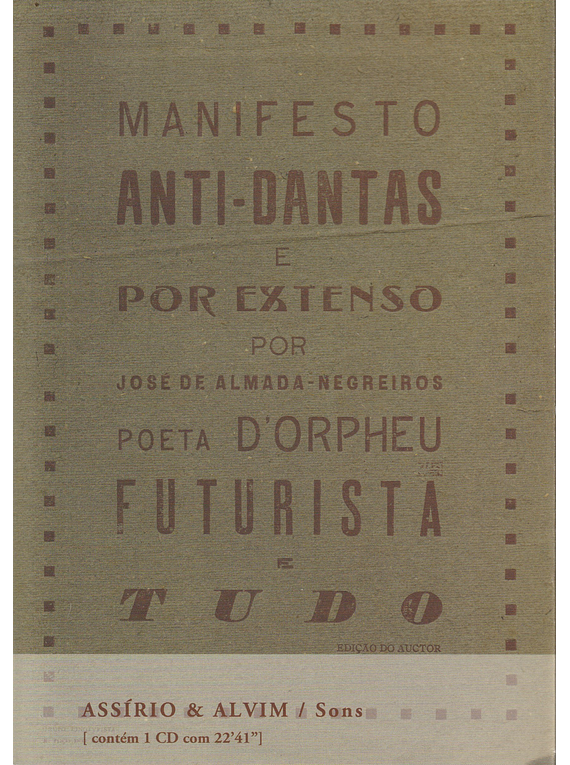 MANIFESTO
ANTI-DANTAS
E
POR EXTENSO
POR
JOSÉ DE ALMADA-NEGREIROS
POETA D'ORPHEU
FUTURISTA
E
TUDO
EDIÇÃO DO AUCTOR
ASSÍRIO & ALVIM / Sons
[ contém 1 CD com 22’41”]